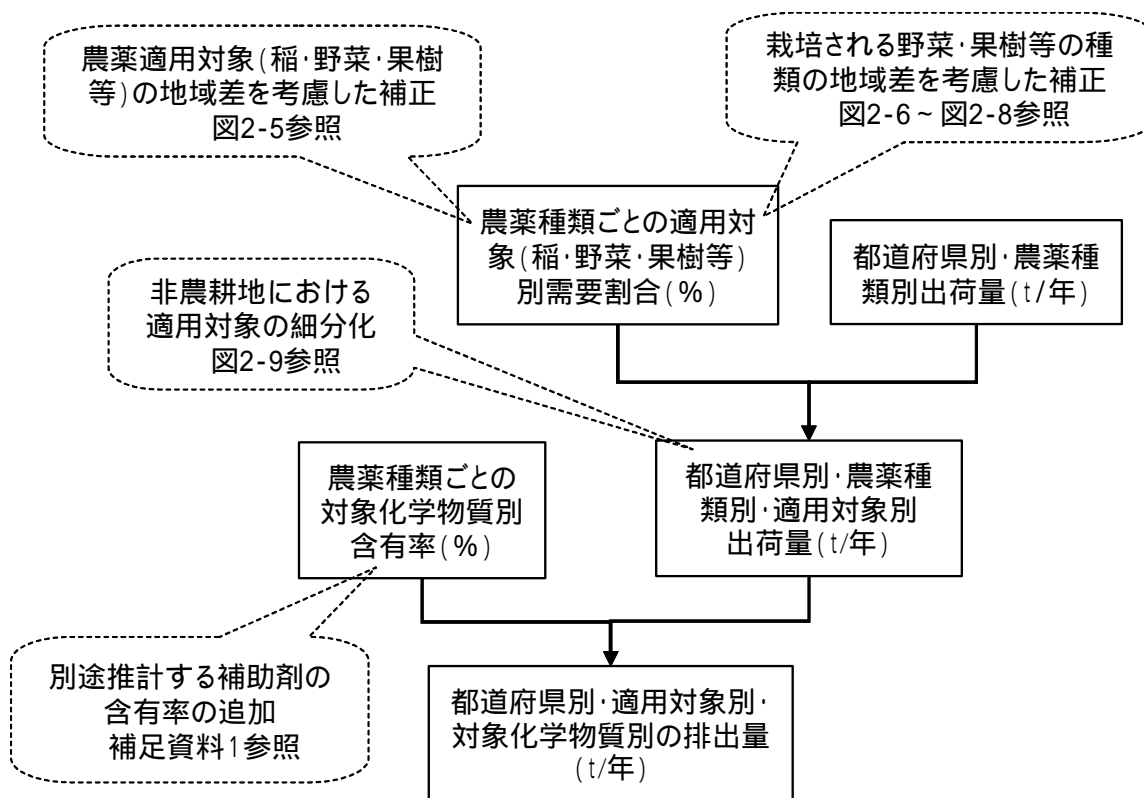 農薬適用対象(稲・野菜・果樹
等)の地域差を考慮した補正
図2-5参照
栽培される野菜・果樹等の種
類の地域差を考慮した補正
図2-6~図2-8参照
農薬種類ごとの適用対
象(稲・野菜・果樹等)
別需要割合(%)
都道府県別・農薬種
類別出荷量(t/年)
非農耕地における
適用対象の細分化
図2-9参照
農薬種類ごとの
対象化学物質別
含有率(%)
都道府県別・農薬種
類別・適用対象別
出荷量(t/年)
別途推計する補助剤の
含有率の追加
補足資料1参照
都道府県別・適用対象別・
対象化学物質別の排出量
(t/年)